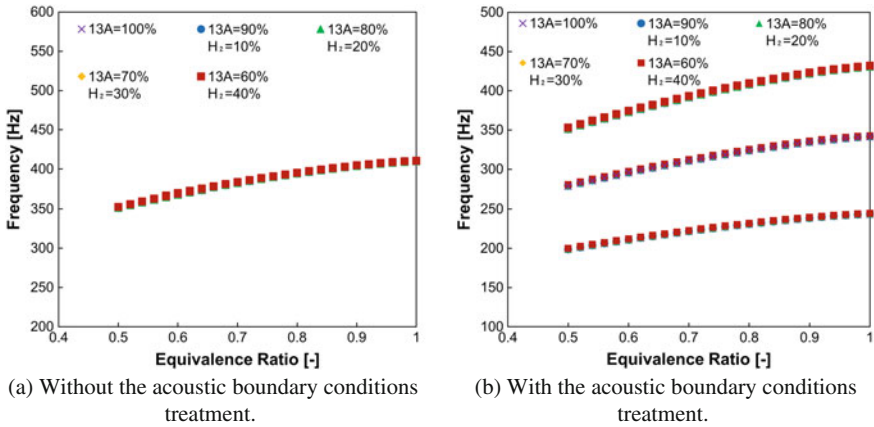 600
550
500
450
400
350
300
250
200
Frequency [Hz]
× 13A=100%
● 13A=90%
H₂=10%
▲ 13A=80%
H₂=20%
◆ 13A=70%
H₂=30%
■ 13A=60%
H₂=40%
0.4 0.5 0.6 0.7 0.8 0.9 1
Equivalence Ratio [-]
(a) Without the acoustic boundary conditions
treatment.
500
450
400
350
300
250
200
150
100
Frequency [Hz]
× 13A=100%
● 13A=90%
H₂=10%
▲ 13A=80%
H₂=20%
◆ 13A=70%
H₂=30%
■ 13A=60%
H₂=40%
0.4 0.5 0.6 0.7 0.8 0.9 1
Equivalence Ratio [-]
(b) With the acoustic boundary conditions
treatment.